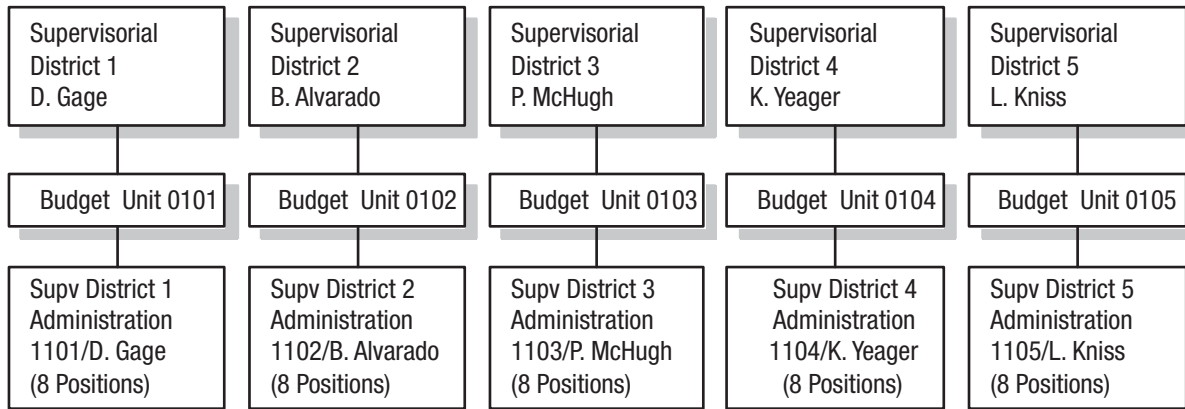 Supervisorial
District 1
D. Gage
Supervisorial
District 2
B. Alvarado
Supervisorial
District 3
P. McHugh
Supervisorial
District 4
K. Yeager
Supervisorial
District 5
L. Kniss
Budget Unit 0101
Budget Unit 0102
Budget Unit 0103
Budget Unit 0104
Budget Unit 0105
Supv District 1
Administration
1101/D. Gage
(8 Positions)
Supv District 2
Administration
1102/B. Alvarado
(8 Positions)
Supv District 3
Administration
1103/P. McHugh
(8 Positions)
Supv District 4
Administration
1104/K. Yeager
(8 Positions)
Supv District 5
Administration
1105/L. Kniss
(8 Positions)